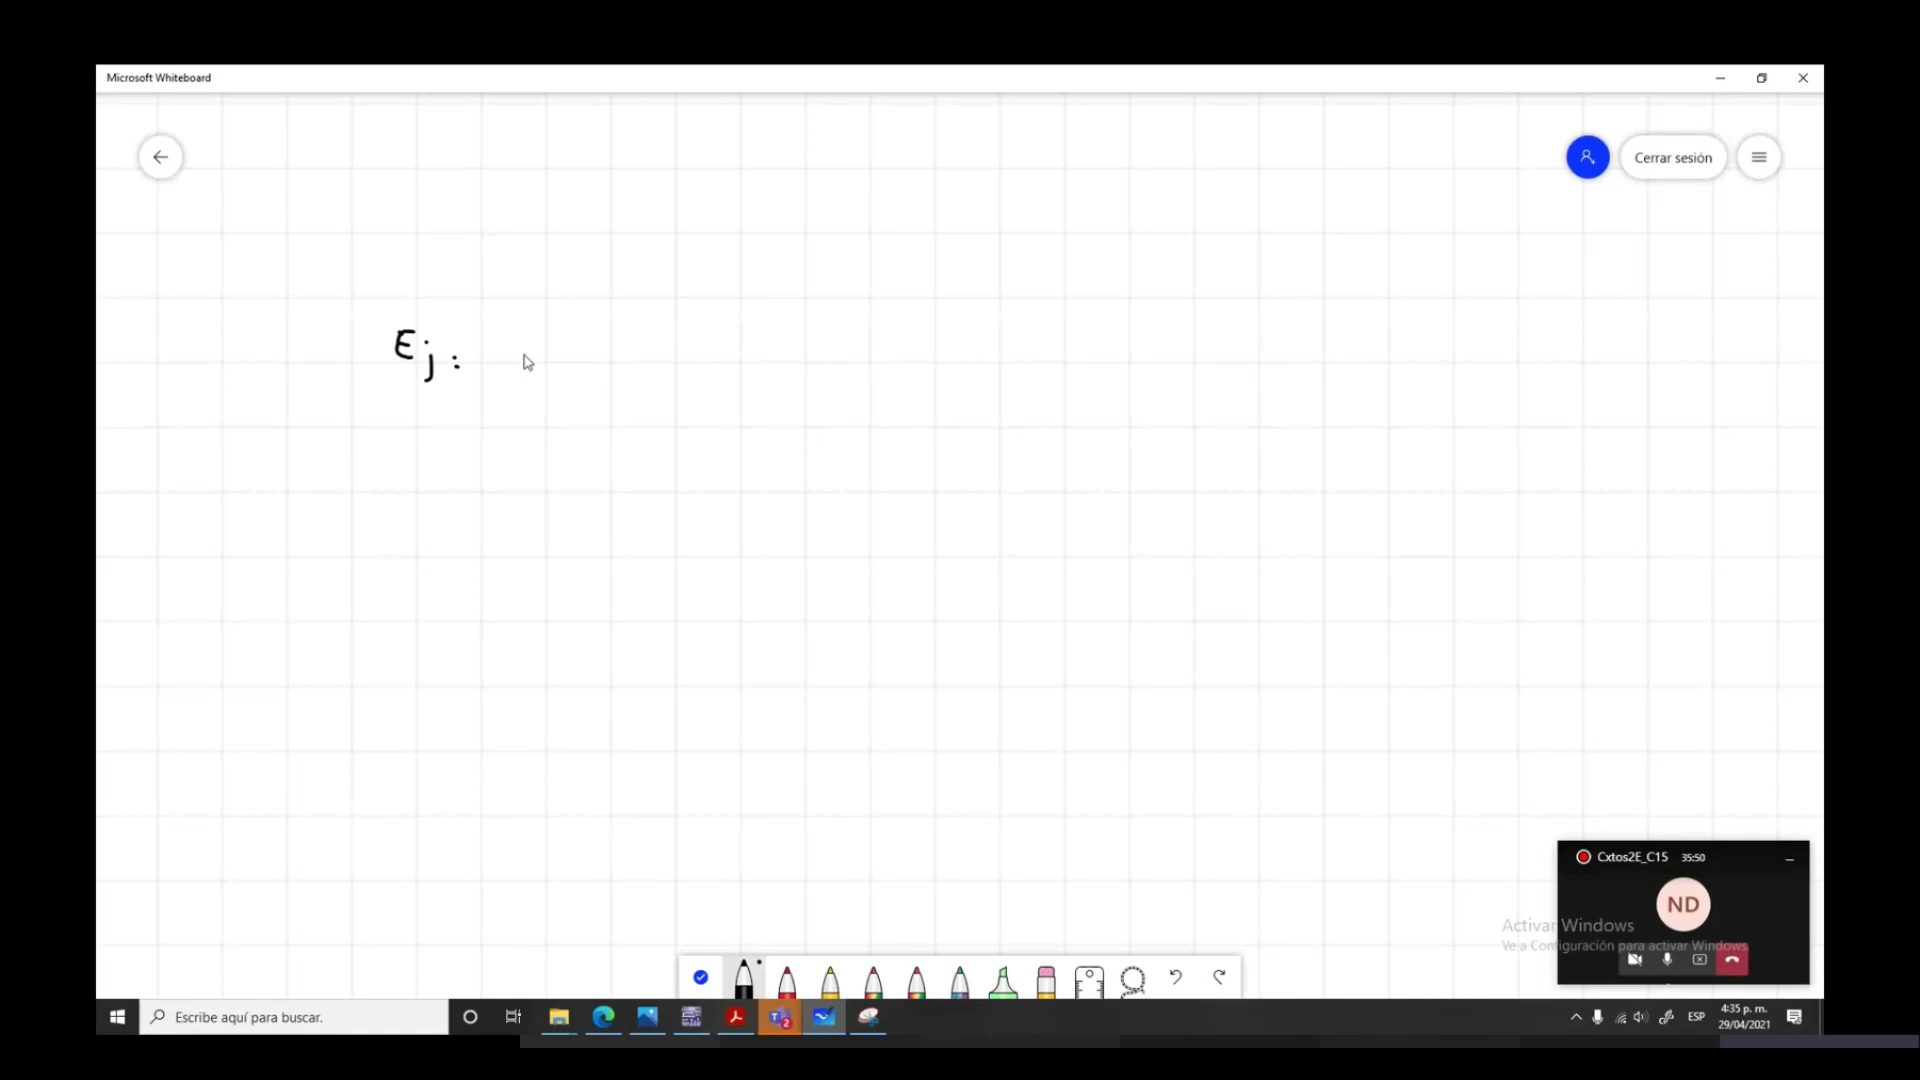 Microsoft Whiteboard
Cerrar sesión
Ej:
Cxtos2E_C15 35:50
ND
Activar Windows
Ve a Configuración para activar Windows.
Escribe aquí para buscar.
ESP
4:35 p. m.
29/04/2021